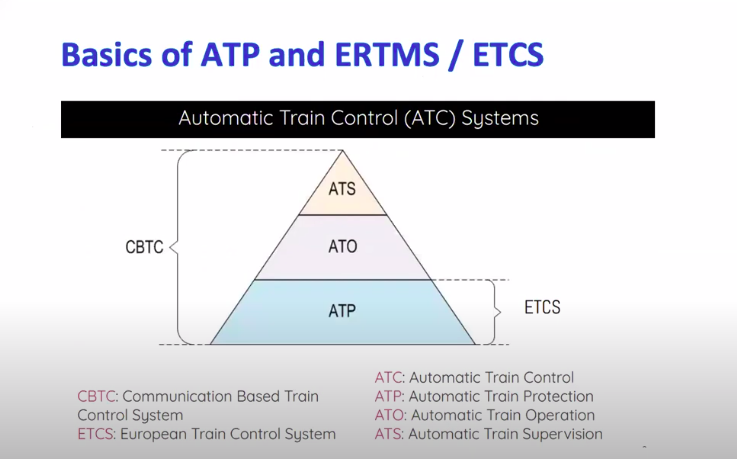 Basics of ATP and ERTMS / ETCS
Automatic Train Control (ATC) Systems
ATS
CBTC
ATO
ATP
ETCS
CBTC: Communication Based Train
Control System
ETCS: European Train Control System
ATC: Automatic Train Control
ATP: Automatic Train Protection
ATO: Automatic Train Operation
ATS: Automatic Train Supervision